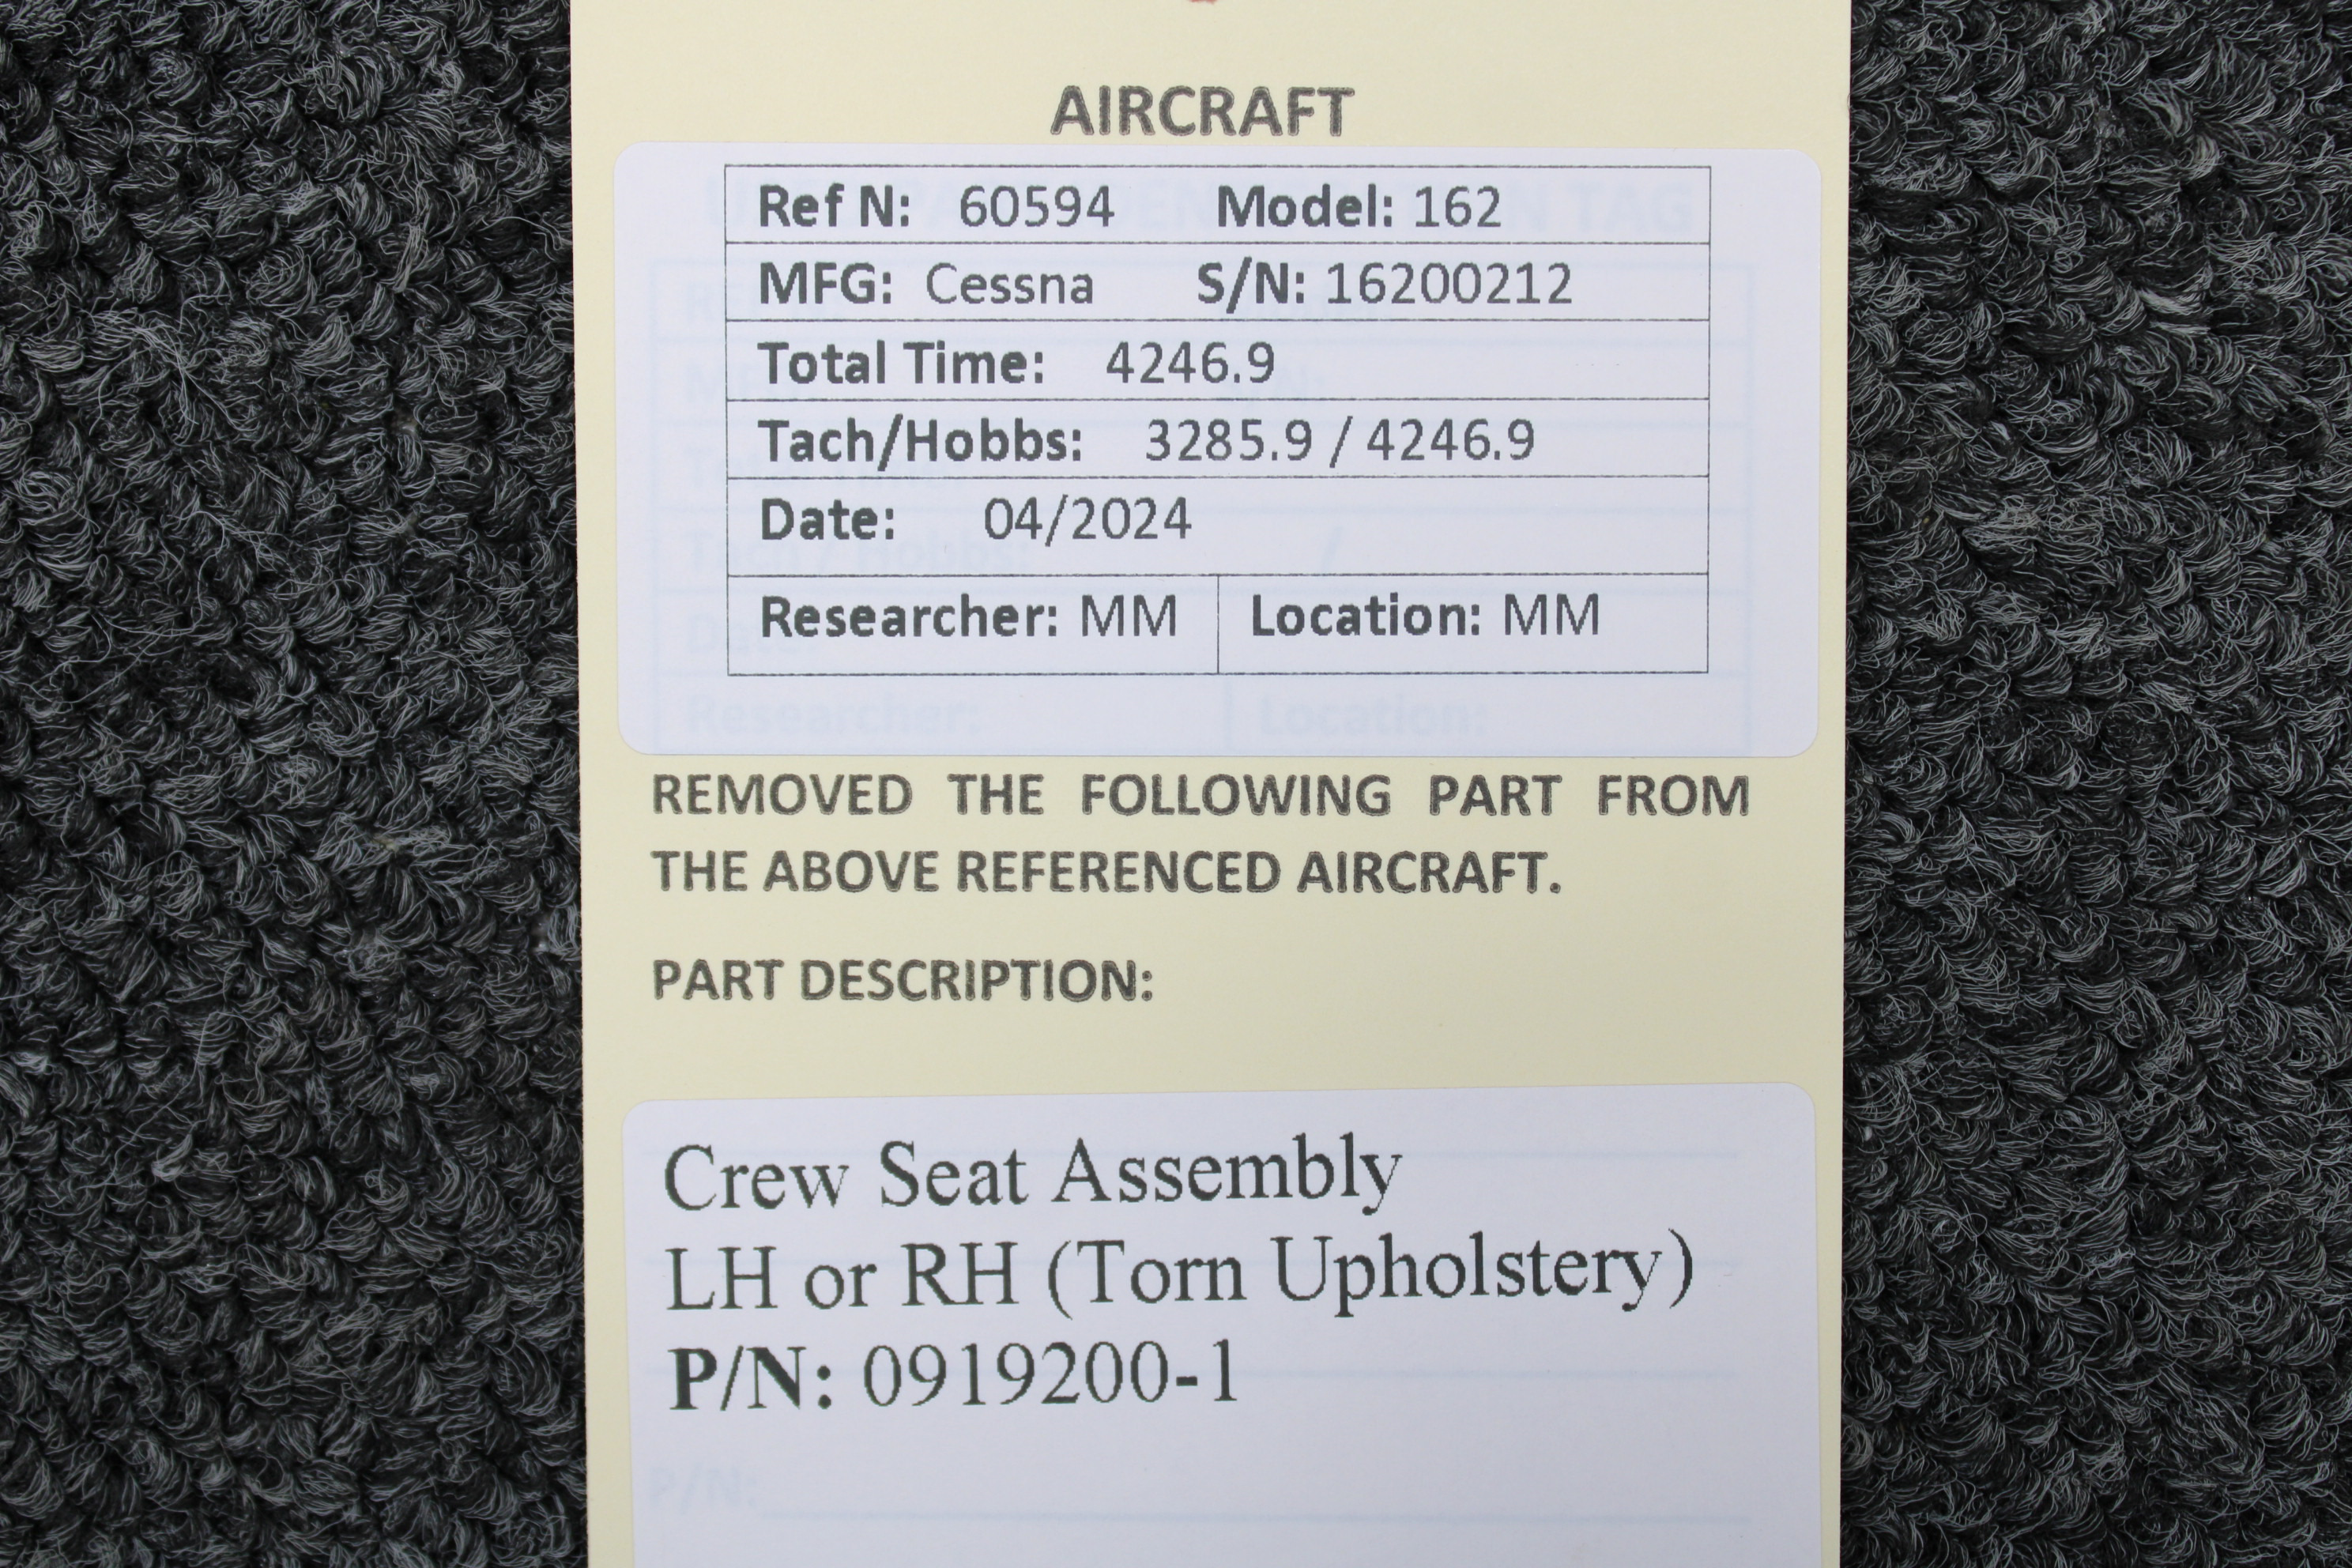 AIRCRAFT
Ref N: 60594 Model: 162
MFG: Cessna S/N: 16200212
Total Time: 4246.9
Tach/Hobbs: 3285.9 / 4246.9
Date: 04/2024
Researcher: MM Location: MM
Researcher: Location:
REMOVED THE FOLLOWING PART FROM
THE ABOVE REFERENCED AIRCRAFT.
PART DESCRIPTION:
Crew Seat Assembly
LH or RH (Torn Upholstery)
P/N: 0919200-1
P/N: